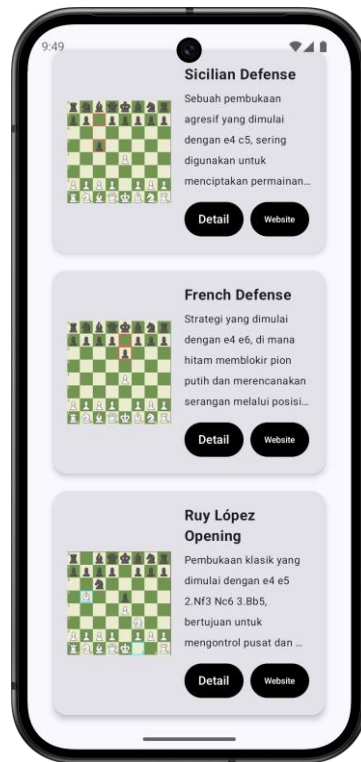 9:49
Sicilian Defense
Sebuah pembukaan
agresif yang dimulai
dengan e4 c5, sering
digunakan untuk
menciptakan permainan…
Detail
Website
French Defense
Strategi yang dimulai
dengan e4 e6, di mana
hitam memblokir pion
putih dan merencanakan
serangan melalui posisi…
Detail
Website
Ruy López
Opening
Pembukaan klasik yang
dimulai dengan e4 e5
2.Nf3 Nc6 3.Bb5,
bertujuan untuk
mengontrol pusat dan …
Detail
Website